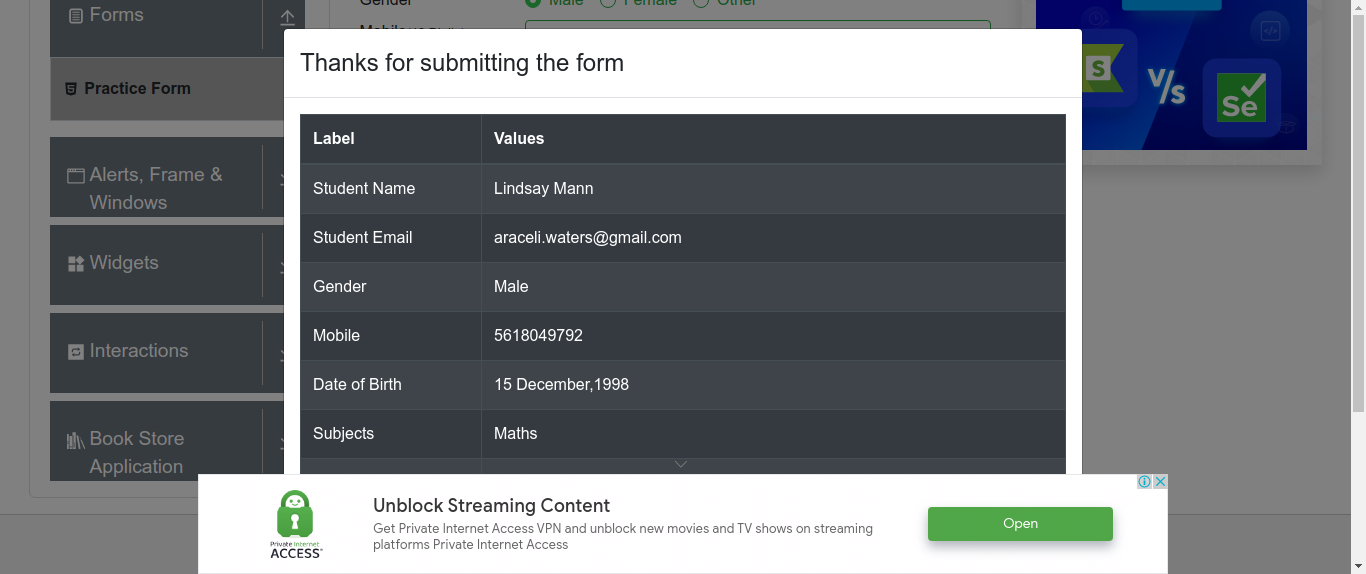 Forms
Gender
Male
Female
Other
Thanks for submitting the form
Practice Form
Label Values
Student Name Lindsay Mann
Student Email araceli.waters@gmail.com
Gender Male
Mobile 5618049792
Date of Birth 15 December,1998
Subjects Maths
Alerts, Frame &
Windows
Widgets
Interactions
Book Store
Application
S
V/s
Se
Private Internet
ACCESS
Unblock Streaming Content
Get Private Internet Access VPN and unblock new movies and TV shows on streaming
platforms Private Internet Access
Open